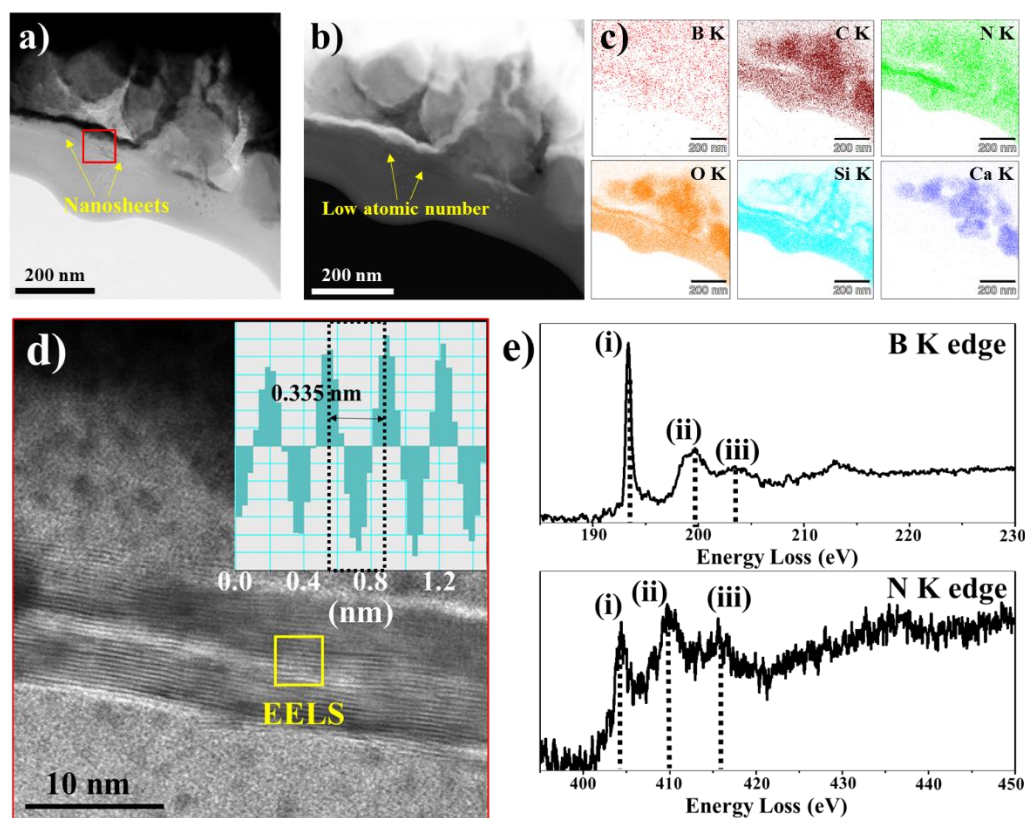 a)
Nanosheets
200 nm
b)
Low atomic number
200 nm
c)
B K
200 nm
C K
200 nm
N K
200 nm
O K
200 nm
Si K
200 nm
Ca K
200 nm
d)
0.335 nm
0.0 0.4 0.8 1.2
(nm)
EELS
10 nm
e)
B K edge
(i)
(ii)
(iii)
190 200 210 220 230
Energy Loss (eV)
N K edge
(i)
(ii)
(iii)
400 410 420 430 440 450
Energy Loss (eV)